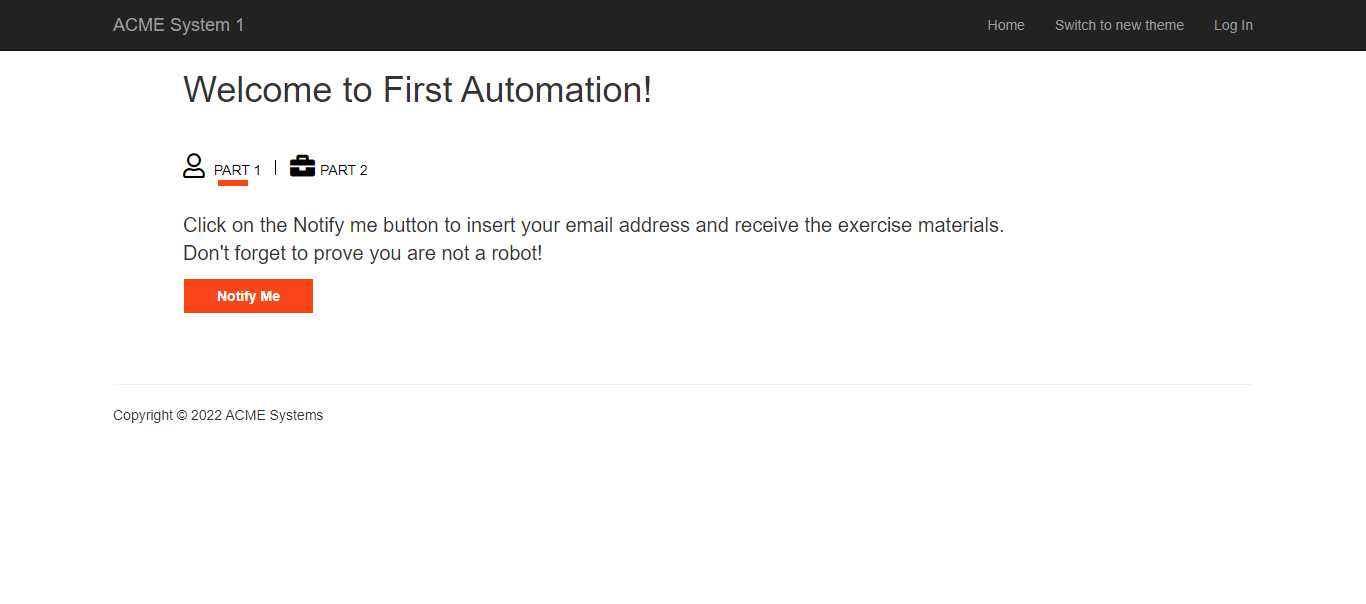 ACME System 1
Home
Switch to new theme
Log In
Welcome to First Automation!
PART 1 | PART 2
Click on the Notify me button to insert your email address and receive the exercise materials.
Don't forget to prove you are not a robot!
Notify Me
Copyright © 2022 ACME Systems